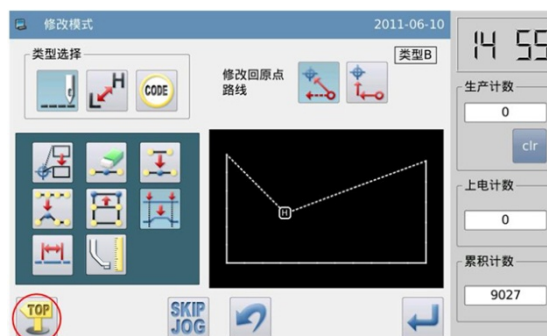 修改模式
2011-06-10
14 55
类型选择
H
CODE
修改回原点
路线
类型B
生产计数
0
clr
上电计数
0
累积计数
9027
H
TOP
SKIP
JOG